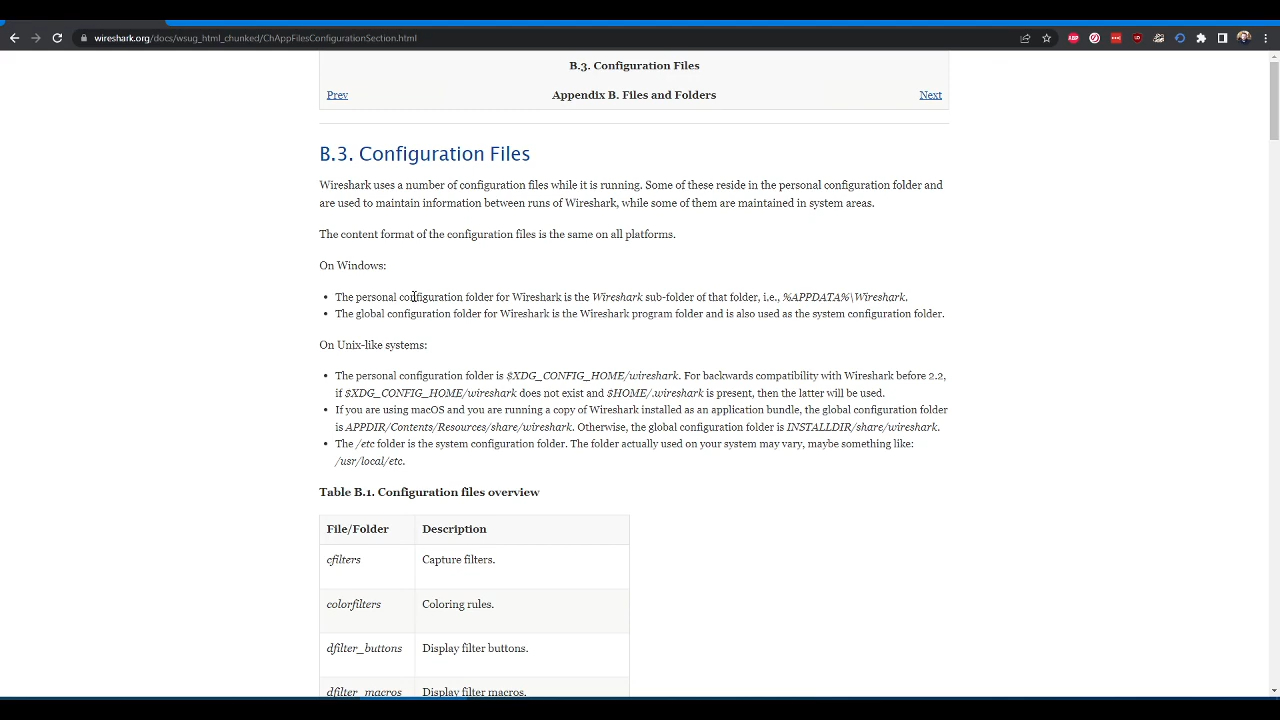 wireshark.org/docs/wsug_html_chunked/ChAppFilesConfigurationSection.html
B.3. Configuration Files
Prev Appendix B. Files and Folders Next
B.3. Configuration Files
Wireshark uses a number of configuration files while it is running. Some of these reside in the personal configuration folder and
are used to maintain information between runs of Wireshark, while some of them are maintained in system areas.
The content format of the configuration files is the same on all platforms.
On Windows:
• The personal configuration folder for Wireshark is the Wireshark sub-folder of that folder, i.e., %APPDATA%\Wireshark.
• The global configuration folder for Wireshark is the Wireshark program folder and is also used as the system configuration folder.
On Unix-like systems:
• The personal configuration folder is $XDG_CONFIG_HOME/wireshark. For backwards compatibility with Wireshark before 2.2,
if $XDG_CONFIG_HOME/wireshark does not exist and $HOME/.wireshark is present, then the latter will be used.
• If you are using macOS and you are running a copy of Wireshark installed as an application bundle, the global configuration folder
is APPDIR/Contents/Resources/share/wireshark. Otherwise, the global configuration folder is INSTALLDIR/share/wireshark.
• The /etc folder is the system configuration folder. The folder actually used on your system may vary, maybe something like:
/usr/local/etc.
Table B.1. Configuration files overview
File/Folder Description
cfilters Capture filters.
colorfilters Coloring rules.
dfilter_buttons Display filter buttons.
dfilter_macros Display filter macros.